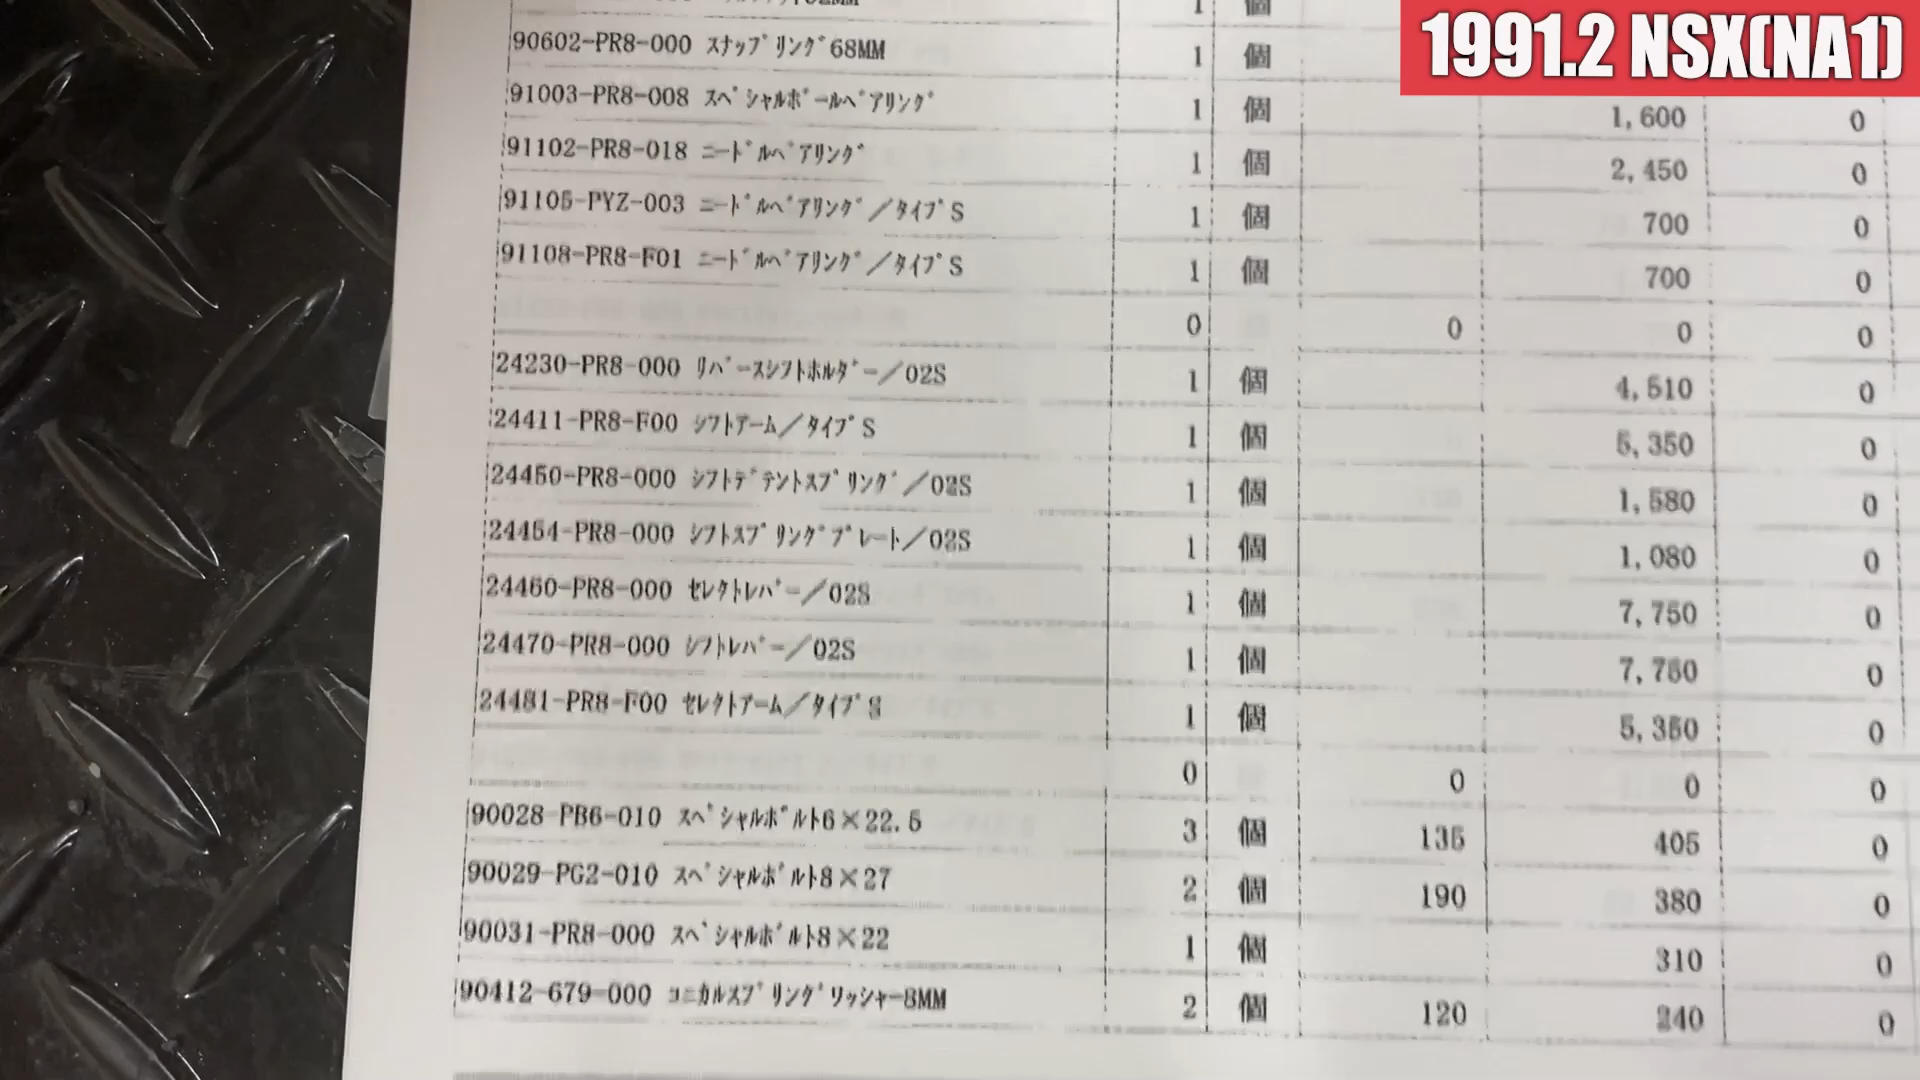 1991.2 NSX(NA1)
1 個
90602-PR8-000 ｽﾅｯﾌﾟﾘﾝｸﾞ68MM 1 個
91003-PR8-008 ｽﾍﾟｼｬﾙﾎﾞｰﾙﾍﾞｱﾘﾝｸﾞ 1 個 1,600 0
91102-PR8-018 ﾆｰﾄﾞﾙﾍﾞｱﾘﾝｸﾞ 1 個 2,450 0
91105-PYZ-003 ﾆｰﾄﾞﾙﾍﾞｱﾘﾝｸﾞ／ﾀｲﾌﾟS 1 個 700 0
91108-PR8-F01 ﾆｰﾄﾞﾙﾍﾞｱﾘﾝｸﾞ／ﾀｲﾌﾟS 1 個 700 0
0 0 0 0
24230-PR8-000 ﾘﾊﾞｰｽｼﾌﾄﾎﾙﾀﾞｰ／02S 1 個 4,510 0
24411-PR8-F00 ｼﾌﾄｱｰﾑ／ﾀｲﾌﾟS 1 個 5,350 0
24450-PR8-000 ｼﾌﾄﾃﾞﾃﾝﾄｽﾌﾟﾘﾝｸﾞ／02S 1 個 1,580 0
24454-PR8-000 ｼﾌﾄｽﾌﾟﾘﾝｸﾞﾌﾟﾚｰﾄ／02S 1 個 1,080 0
24460-PR8-000 ｾﾚｸﾄﾚﾊﾞｰ／02S 1 個 7,750 0
24470-PR8-000 ｼﾌﾄﾚﾊﾞｰ／02S 1 個 7,750 0
24481-PR8-F00 ｾﾚｸﾄｱｰﾑ／ﾀｲﾌﾟS 1 個 5,350 0
0 0 0 0
90028-PB6-010 ｽﾍﾟｼｬﾙﾎﾞﾙﾄ6×22.5 3 個 135 405 0
90029-PG2-010 ｽﾍﾟｼｬﾙﾎﾞﾙﾄ8×27 2 個 190 380 0
90031-PR8-000 ｽﾍﾟｼｬﾙﾎﾞﾙﾄ8×22 1 個 310 0
90412-679-000 ｺﾆｶﾙｽﾌﾟﾘﾝｸﾞﾜｯｼｬｰ8MM 2 個 120 240 0